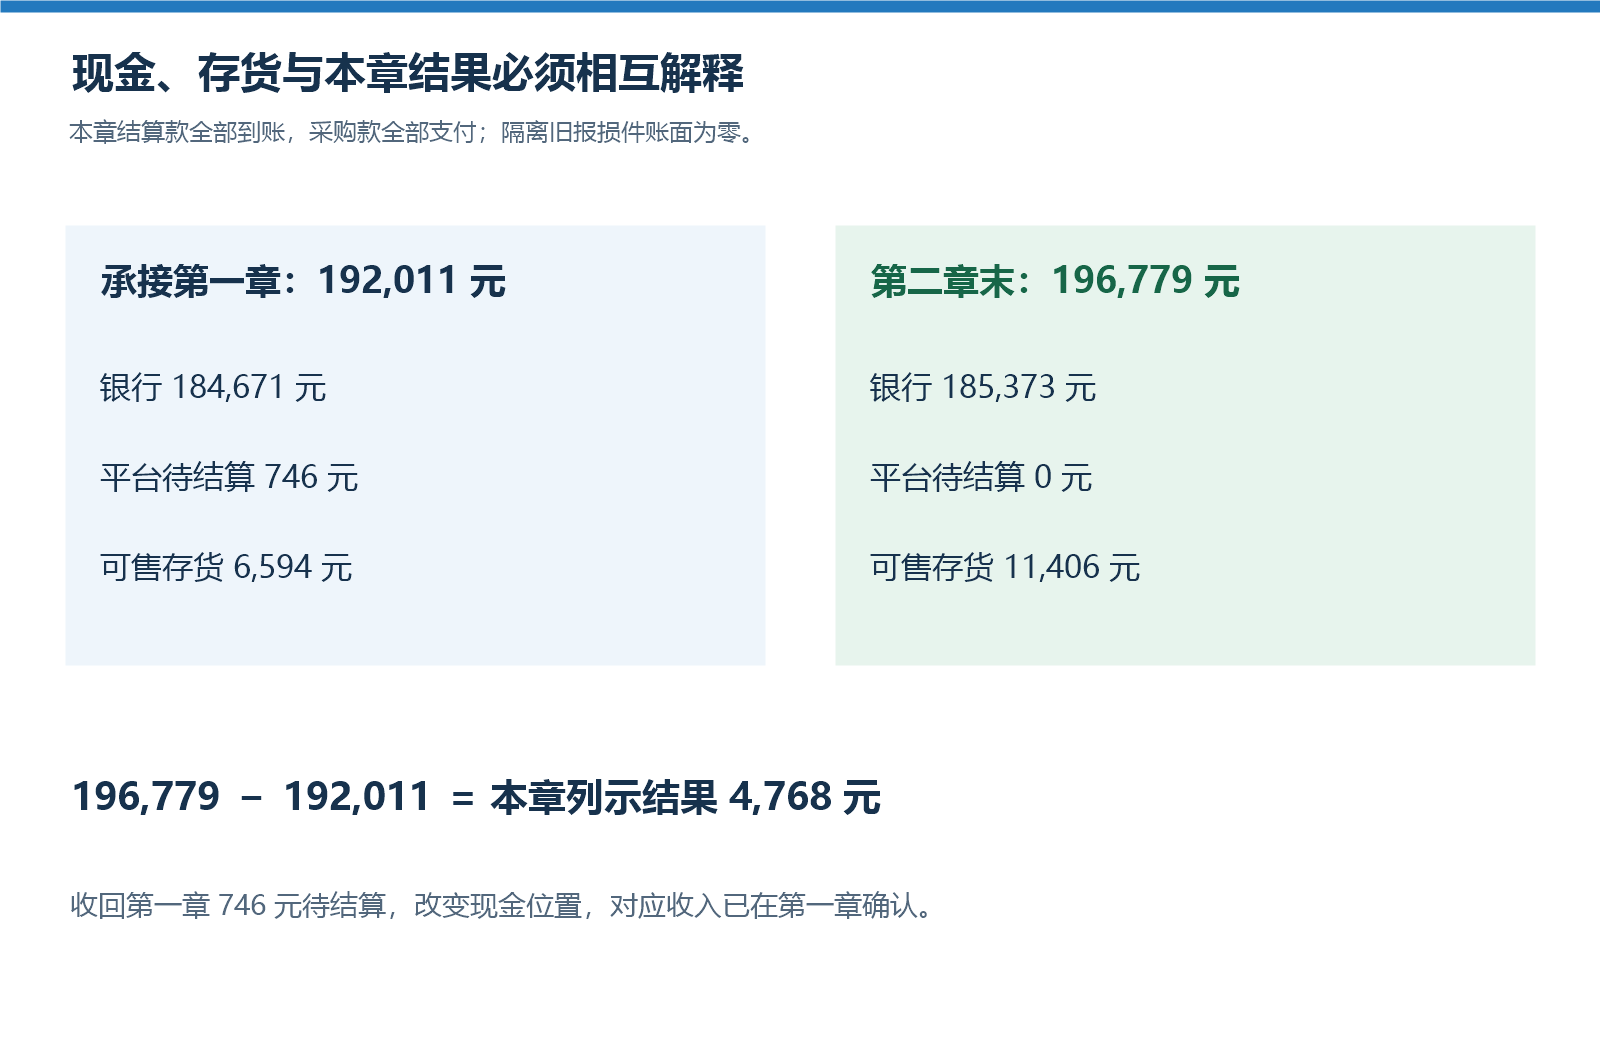 现金、存货与本章结果必须相互解释
本章结算款全部到账，采购款全部支付；隔离旧报损件账面为零。
承接第一章：192,011 元
银行 184,671 元
平台待结算 746 元
可售存货 6,594 元
第二章末：196,779 元
银行 185,373 元
平台待结算 0 元
可售存货 11,406 元
196,779 － 192,011 ＝ 本章列示结果 4,768 元
收回第一章 746 元待结算，改变现金位置，对应收入已在第一章确认。